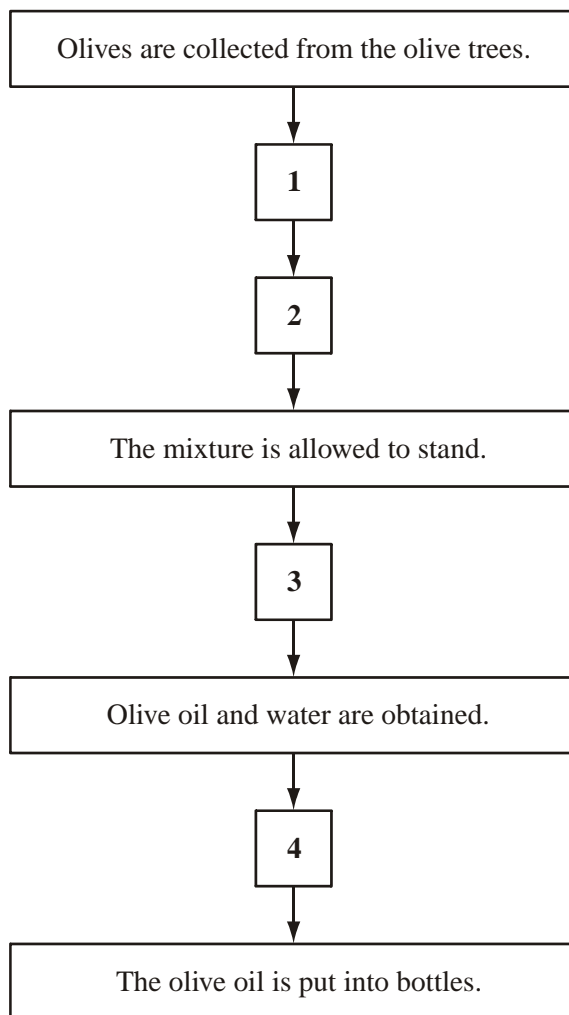 Olives are collected from the olive trees.
1
2
The mixture is allowed to stand.
3
Olive oil and water are obtained.
4
The olive oil is put into bottles.